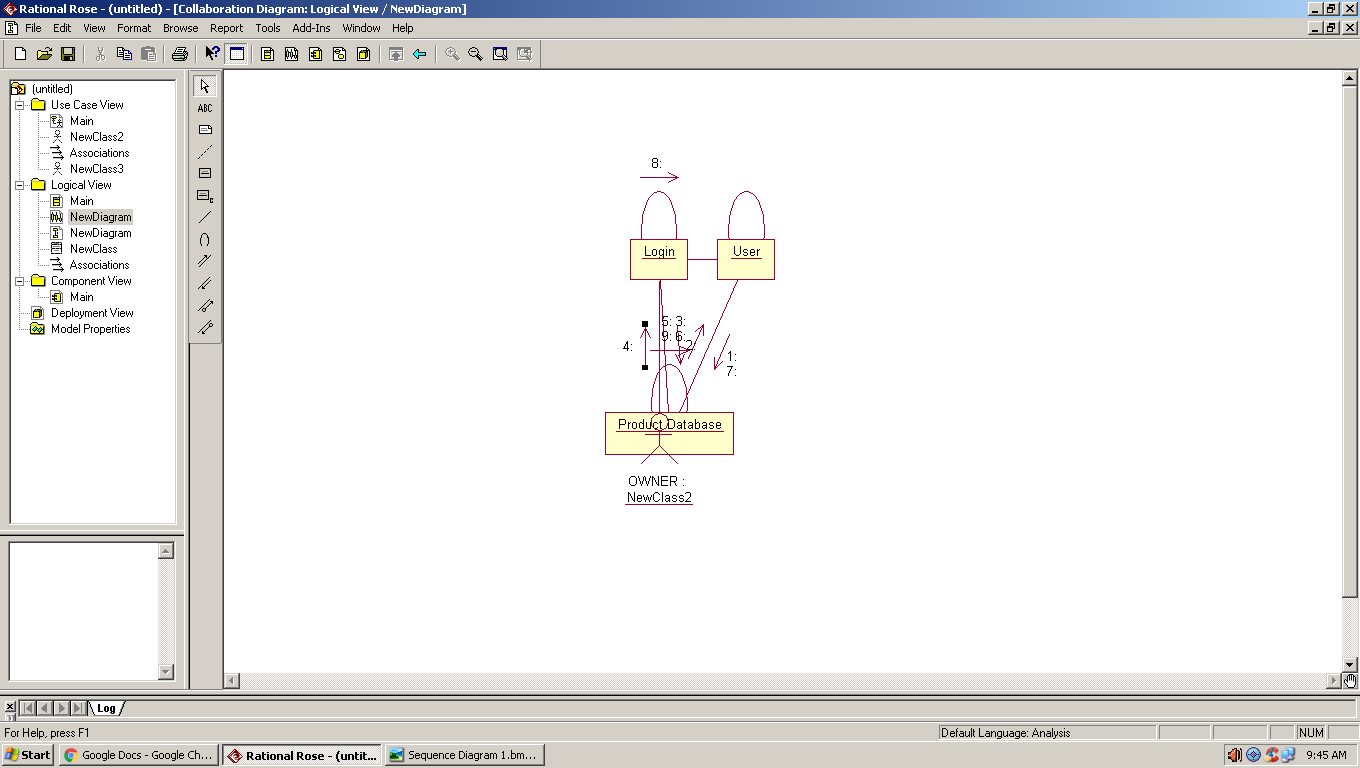 Rational Rose - (untitled) - [Collaboration Diagram: Logical View / NewDiagram]
File Edit View Format Browse Report Tools Add-Ins Window Help
(untitled)
Use Case View
Main
NewClass2
Associations
NewClass3
Logical View
Main
NewDiagram
NewDiagram
NewClass
Associations
Component View
Main
Deployment View
Model Properties
ABC
8:
Login
User
5: 3:
9: 6:
2:
4:
1:
7:
Product Database
OWNER :
NewClass2
Log
For Help, press F1
Default Language: Analysis
NUM
Start
Google Docs - Google Ch...
Rational Rose - (untit...
Sequence Diagram 1.bm...
9:45 AM